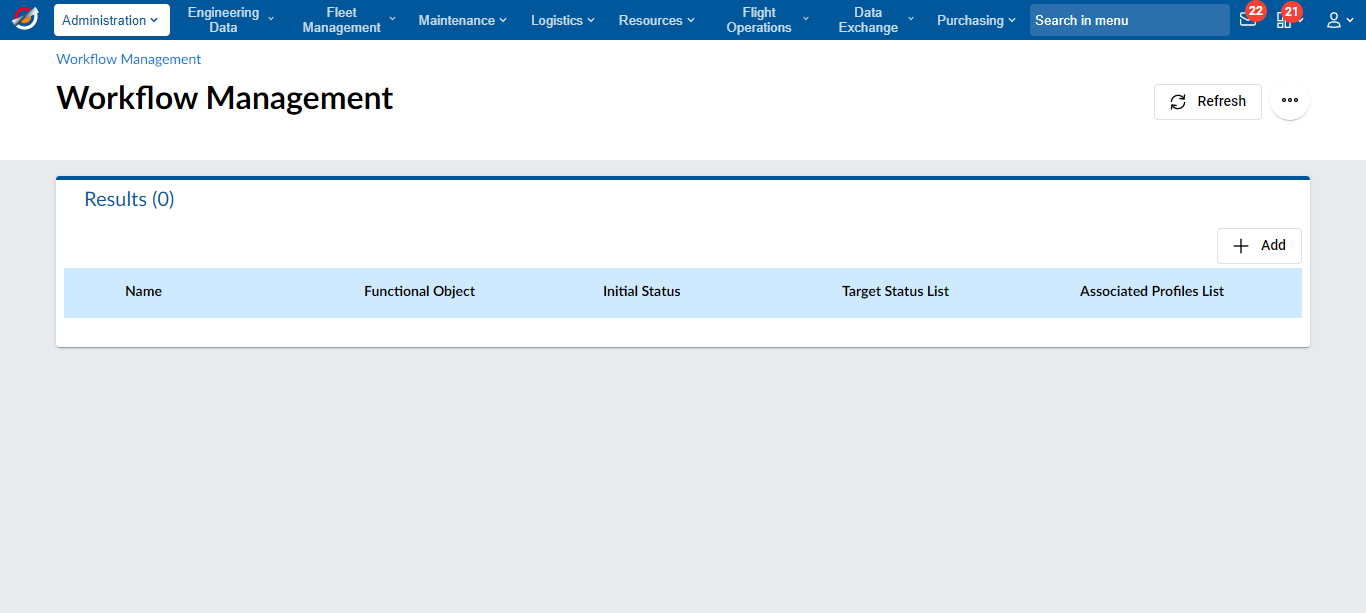 Administration
Engineering
Data
Fleet
Management
Maintenance
Logistics
Resources
Flight
Operations
Data
Exchange
Purchasing
Search in menu
22
21
Workflow Management
Workflow Management
Refresh
Results (0)
Add
Name Functional Object Initial Status Target Status List Associated Profiles List